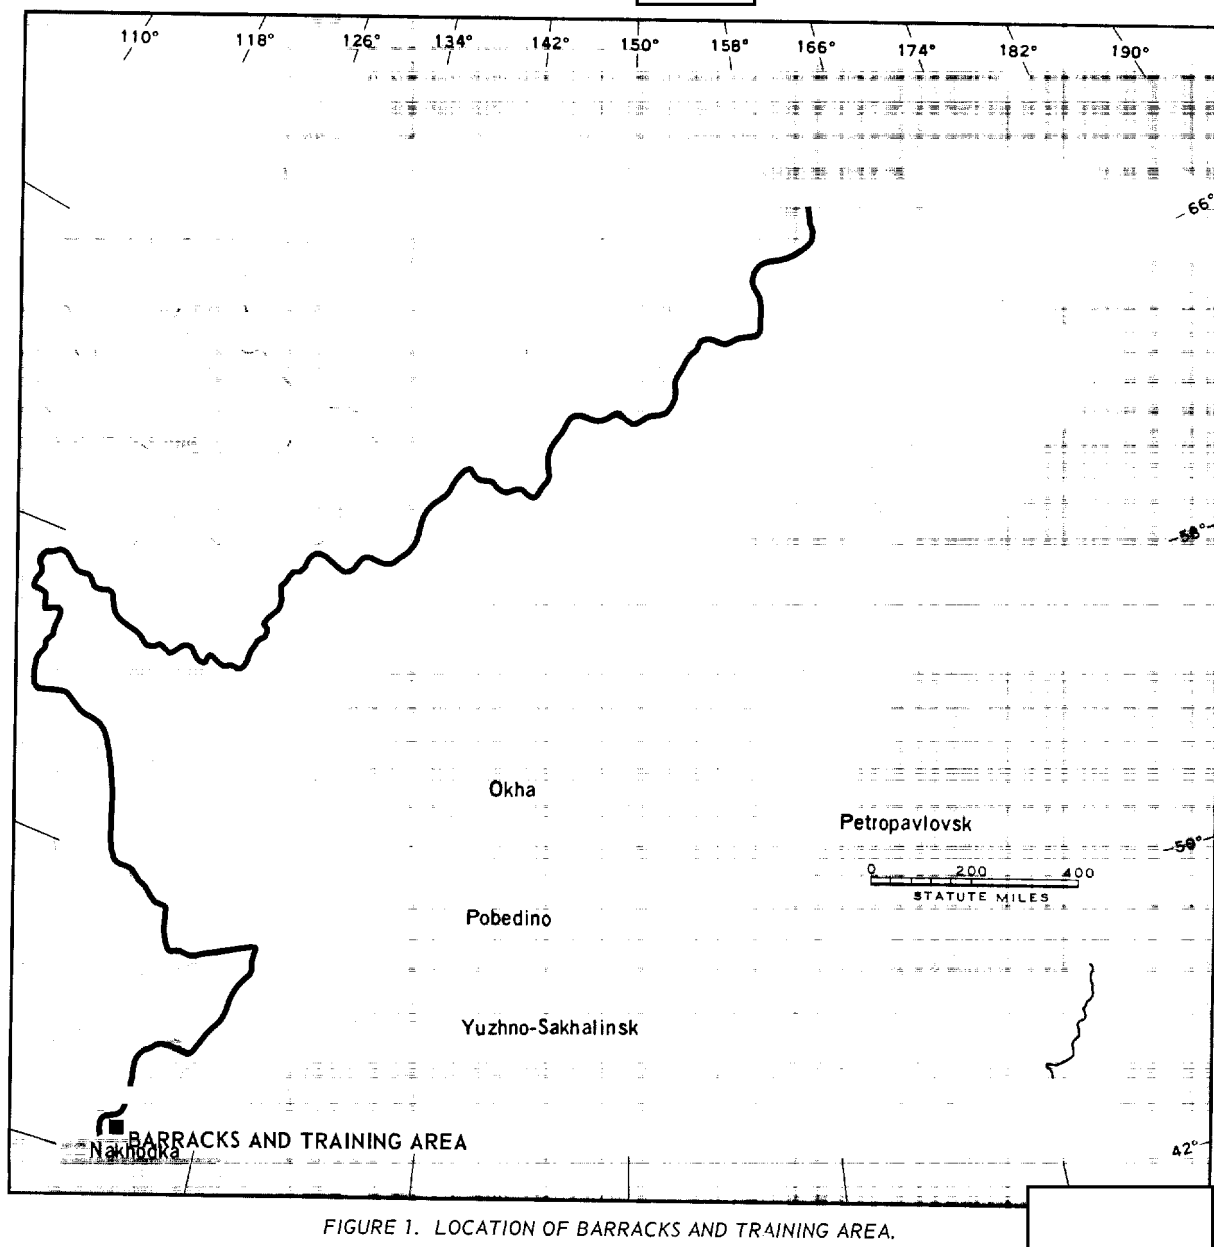 110° 118° 126° 134° 142° 150° 158° 166° 174° 182° 190°
66°
58°
Okha
Petropavlovsk
50°
0 200 400
STATUTE MILES
Pobedino
Yuzhno-Sakhalinsk
BARRACKS AND TRAINING AREA
Nakhodka
42°
FIGURE 1. LOCATION OF BARRACKS AND TRAINING AREA.